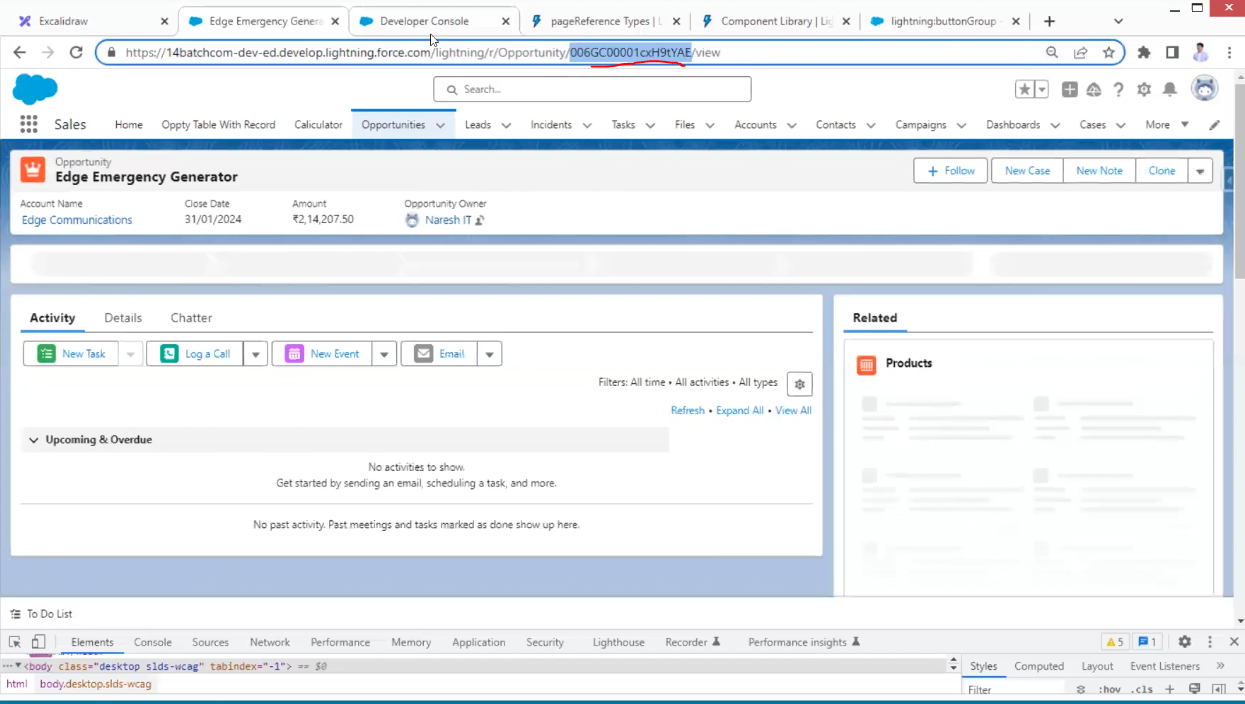 Excalidraw
Edge Emergency Genera
Developer Console
pageReference Types | L
Component Library | Lig
lightning:buttonGroup -
https://14batchcom-dev-ed.develop.lightning.force.com/lightning/r/Opportunity/006GC00001cxH9tYAE/view
Search...
Sales
Home
Oppty Table With Record
Calculator
Opportunities
Leads
Incidents
Tasks
Files
Accounts
Contacts
Campaigns
Dashboards
Cases
More
Opportunity
Edge Emergency Generator
Follow
New Case
New Note
Clone
Account Name
Close Date
Amount
Opportunity Owner
Edge Communications
31/01/2024
₹2,14,207.50
Naresh IT
Activity
Details
Chatter
Related
New Task
Log a Call
New Event
Email
Products
Filters: All time • All activities • All types
Refresh • Expand All • View All
Upcoming & Overdue
No activities to show.
Get started by sending an email, scheduling a task, and more.
No past activity. Past meetings and tasks marked as done show up here.
To Do List
Elements
Console
Sources
Network
Performance
Memory
Application
Security
Lighthouse
Recorder
Performance insights
5
1
<body class="desktop slds-wcag" tabindex="-1"> == $0
Styles
Computed
Layout
Event Listeners
html
body.desktop.slds-wcag
Filter
:hov
.cls